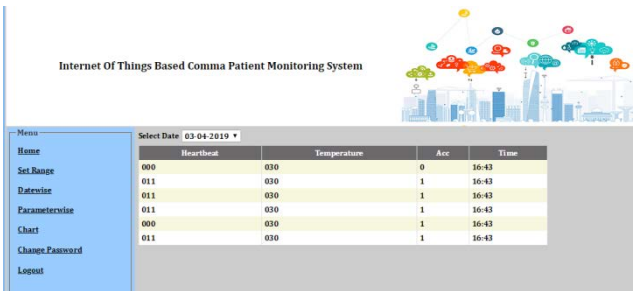 Internet Of Things Based Comma Patient Monitoring System
Menu
Home
Set Range
Datewise
Parameterwise
Chart
Change Password
Logout
Select Date 03-04-2019
Heartbeat Temperature Acc Time
000 030 0 16:43
011 030 1 16:43
011 030 1 16:43
011 030 1 16:43
000 030 1 16:43
011 030 1 16:43